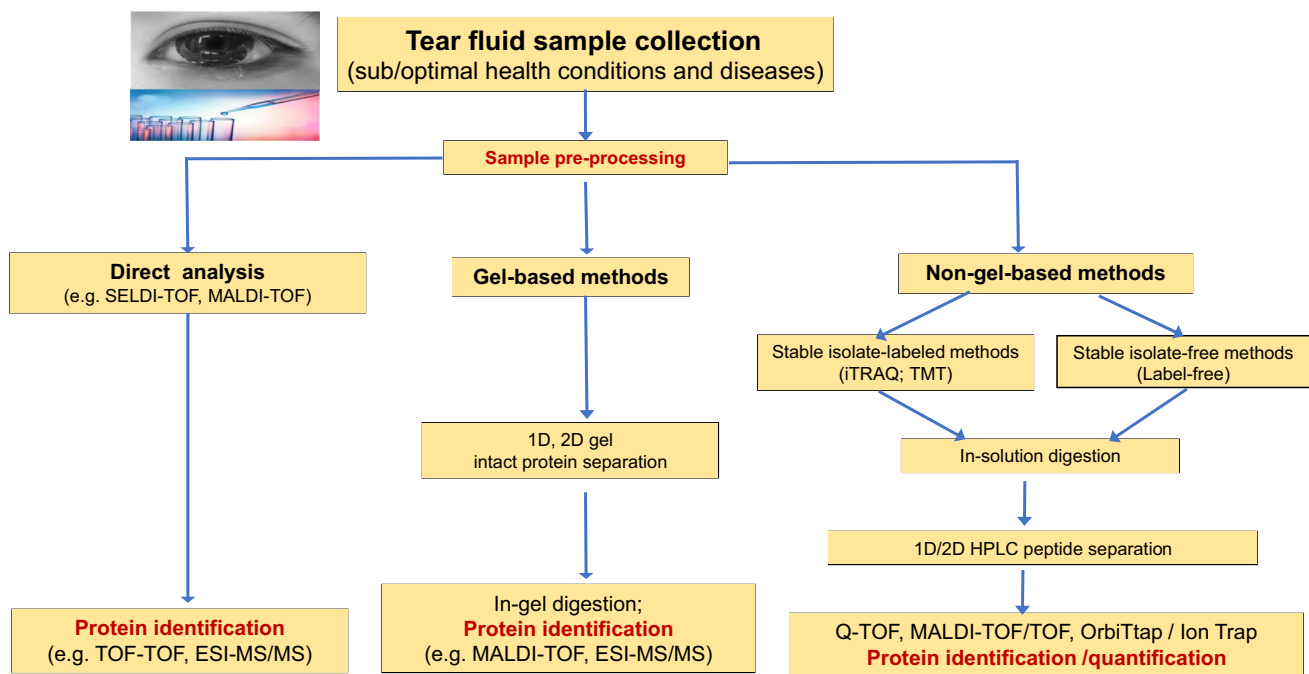 Tear fluid sample collection
(sub/optimal health conditions and diseases)
Sample pre-processing
Direct analysis
(e.g. SELDI-TOF, MALDI-TOF)
Gel-based methods
Non-gel-based methods
Stable isolate-labeled methods
(iTRAQ; TMT)
Stable isolate-free methods
(Label-free)
1D, 2D gel
intact protein separation
In-solution digestion
1D/2D HPLC peptide separation
Protein identification
(e.g. TOF-TOF, ESI-MS/MS)
In-gel digestion;
Protein identification
(e.g. MALDI-TOF, ESI-MS/MS)
Q-TOF, MALDI-TOF/TOF, OrbiTtap / Ion Trap
Protein identification /quantification